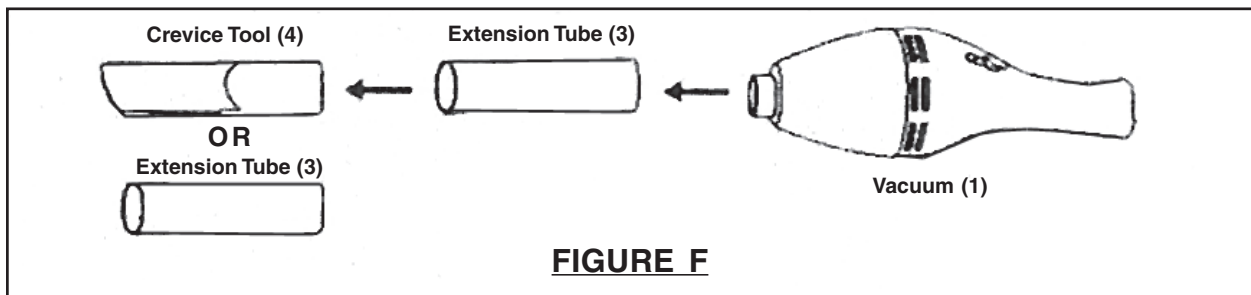 Crevice Tool (4)
Extension Tube (3)
OR
Extension Tube (3)
Vacuum (1)
FIGURE F